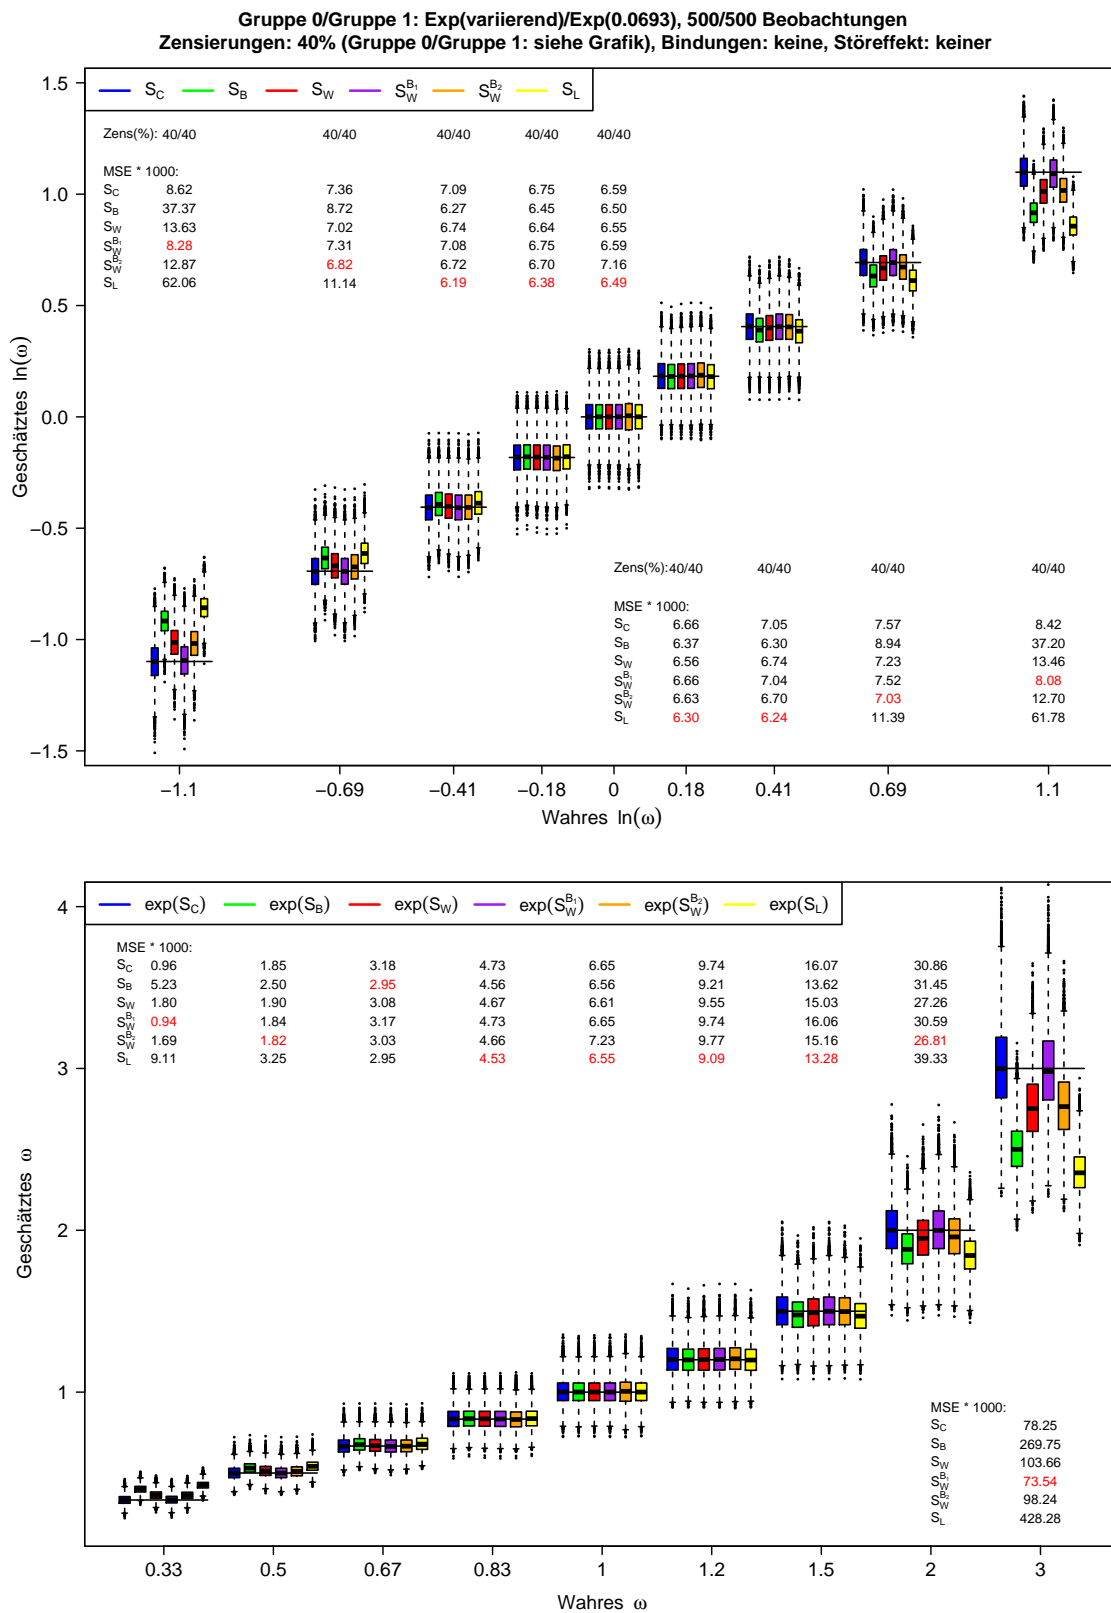 Gruppe 0/Gruppe 1: Exp(variierend)/Exp(0.0693), 500/500 Beobachtungen
Zensierungen: 40% (Gruppe 0/Gruppe 1: siehe Grafik), Bindungen: keine, Störeffekt: keiner
S_C S_B S_W S_W^B₁ S_W^B₂ S_L
Zens(%): 40/40 40/40 40/40 40/40 40/40
MSE * 1000:
S_C 8.62 7.36 7.09 6.75 6.59
S_B 37.37 8.72 6.27 6.45 6.50
S_W 13.63 7.02 6.74 6.64 6.55
S_W^B₁ 8.28 7.31 7.08 6.75 6.59
S_W^B₂ 12.87 6.82 6.72 6.70 7.16
S_L 62.06 11.14 6.19 6.38 6.49
Zens(%): 40/40 40/40 40/40 40/40
MSE * 1000:
S_C 6.66 7.05 7.57 8.42
S_B 6.37 6.30 8.94 37.20
S_W 6.56 6.74 7.23 13.46
S_W^B₁ 6.66 7.04 7.52 8.08
S_W^B₂ 6.63 6.70 7.03 12.70
S_L 6.30 6.24 11.39 61.78
1.5
1.0
0.5
0.0
−0.5
−1.0
−1.5
Geschätztes ln(ω)
−1.1 −0.69 −0.41 −0.18 0 0.18 0.41 0.69 1.1
Wahres ln(ω)
exp(S_C) exp(S_B) exp(S_W) exp(S_W^B₁) exp(S_W^B₂) exp(S_L)
MSE * 1000:
S_C 0.96 1.85 3.18 4.73 6.65 9.74 16.07 30.86
S_B 5.23 2.50 2.95 4.56 6.56 9.21 13.62 31.45
S_W 1.80 1.90 3.08 4.67 6.61 9.55 15.03 27.26
S_W^B₁ 0.94 1.84 3.17 4.73 6.65 9.74 16.06 30.59
S_W^B₂ 1.69 1.82 3.03 4.66 7.23 9.77 15.16 26.81
S_L 9.11 3.25 2.95 4.53 6.55 9.09 13.28 39.33
MSE * 1000:
S_C 78.25
S_B 269.75
S_W 103.66
S_W^B₁ 73.54
S_W^B₂ 98.24
S_L 428.28
4
3
2
1
Geschätztes ω
0.33 0.5 0.67 0.83 1 1.2 1.5 2 3
Wahres ω